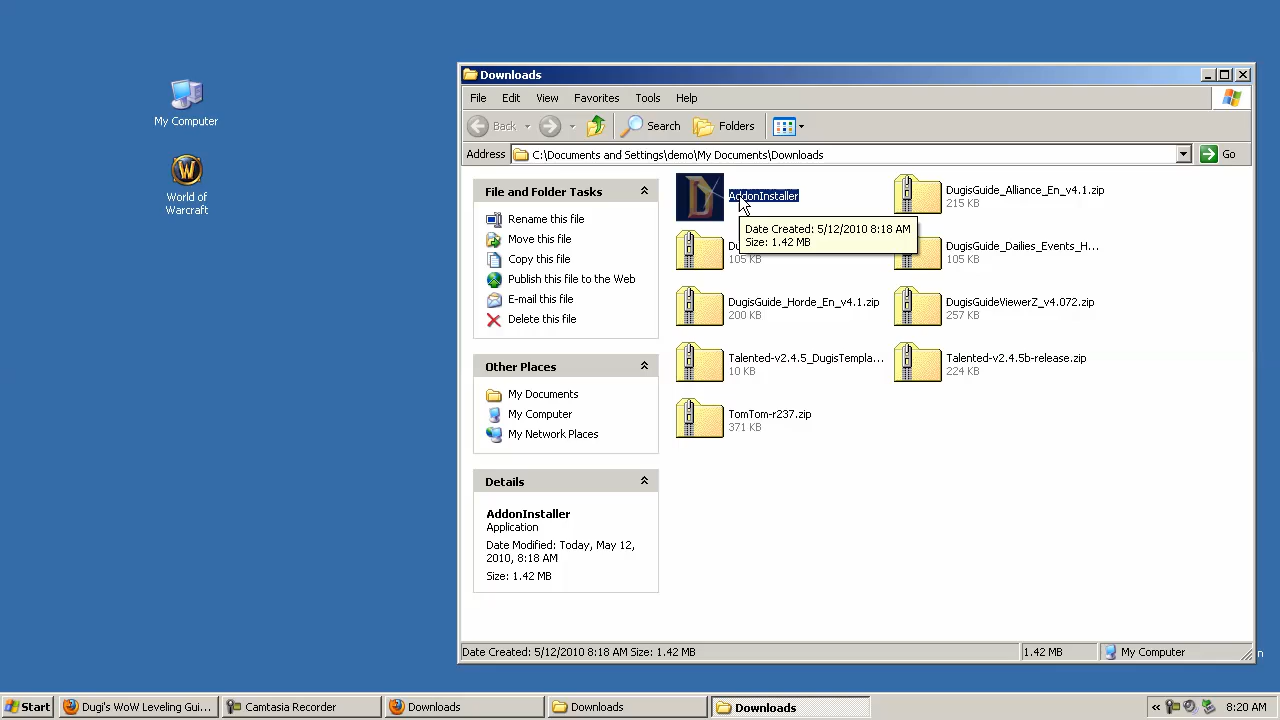 My Computer
World of
Warcraft
Downloads
File Edit View Favorites Tools Help
Back Search Folders
Address C:\Documents and Settings\demo\My Documents\Downloads Go
File and Folder Tasks
Rename this file
Move this file
Copy this file
Publish this file to the Web
E-mail this file
Delete this file
Other Places
My Documents
My Computer
My Network Places
Details
AddonInstaller
Application
Date Modified: Today, May 12,
2010, 8:18 AM
Size: 1.42 MB
AddonInstaller
DugisGuide_Alliance_En_v4.1.zip
215 KB
Date Created: 5/12/2010 8:18 AM
Size: 1.42 MB
105 KB
DugisGuide_Dailies_Events_H...
105 KB
DugisGuide_Horde_En_v4.1.zip
200 KB
DugisGuideViewerZ_v4.072.zip
257 KB
Talented-v2.4.5_DugisTempla...
10 KB
Talented-v2.4.5b-release.zip
224 KB
TomTom-r237.zip
371 KB
Date Created: 5/12/2010 8:18 AM Size: 1.42 MB 1.42 MB My Computer
Start Dugi's WoW Leveling Gui... Camtasia Recorder Downloads Downloads Downloads 8:20 AM